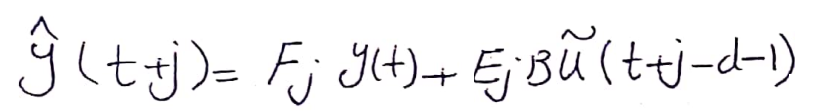 ŷ(t+j) = F_j y(t) + E_j B ũ(t+j-d-1)